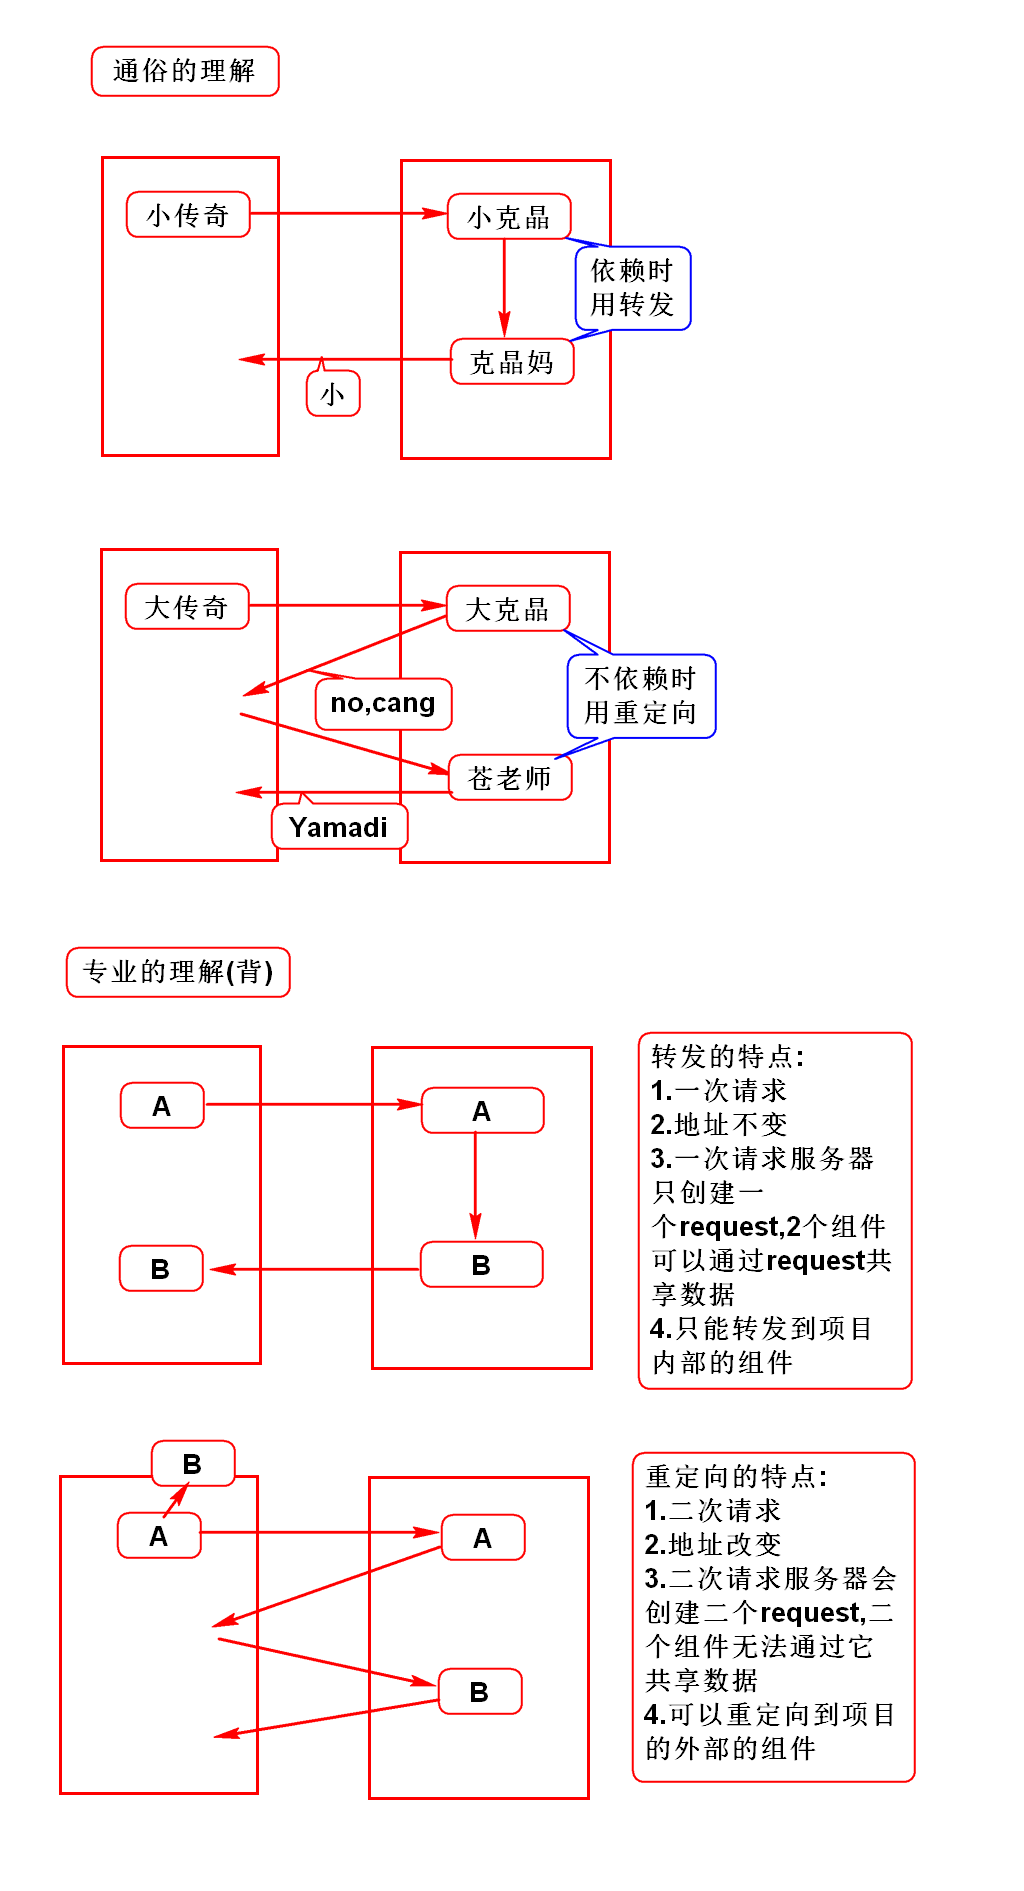 通俗的理解
小传奇
小克晶
依赖时
用转发
克晶妈
小
大传奇
大克晶
不依赖时
用重定向
no,cang
苍老师
Yamadi
专业的理解(背)
A
A
B
B
转发的特点:
1.一次请求
2.地址不变
3.一次请求服务器
只创建一
个request,2个组件
可以通过request共
享数据
4.只能转发到项目
内部的组件
B
A
A
B
重定向的特点:
1.二次请求
2.地址改变
3.二次请求服务器会
创建二个request,二
个组件无法通过它
共享数据
4.可以重定向到项目
的外部的组件